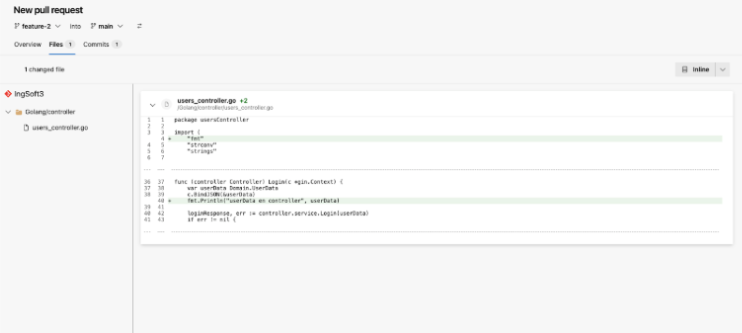 New pull request
feature-2 into main
Overview Files 1 Commits 1
1 changed file
Inline
IngSoft3
Golang/controller
users_controller.go
users_controller.go +2
/Golang/controller/users_controller.go
1 1 package usersController
2 2
3 3 import (
4 + "fmt"
4 5 "strconv"
5 6 "strings"
6 7
36 37 func (controller Controller) Login(c *gin.Context) {
37 38 var userData Domain.UserData
38 39 c.BindJSON(&userData)
40 + fmt.Println("userData en controller", userData)
39 41
40 42 loginResponse, err := controller.service.Login(userData)
41 43 if err != nil {